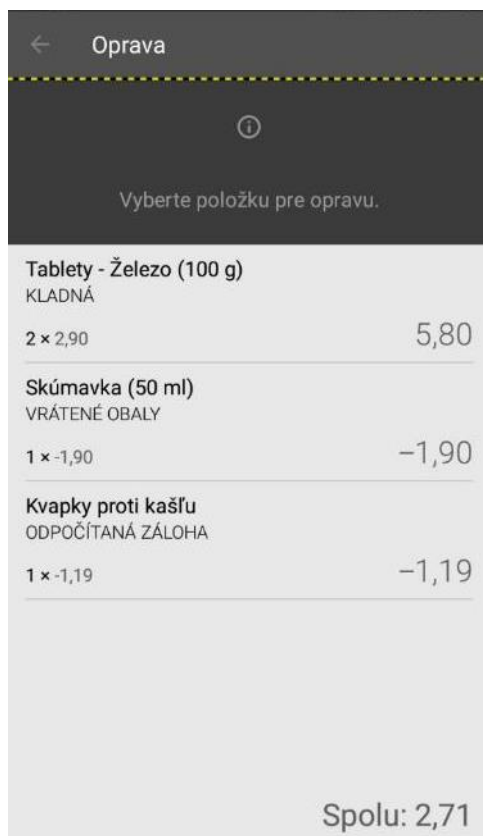 Oprava
Vyberte položku pre opravu.
Tablety - Železo (100 g)
KLADNÁ
2 × 2,90 5,80
Skúmavka (50 ml)
VRÁTENÉ OBALY
1 × -1,90 −1,90
Kvapky proti kašľu
ODPOČÍTANÁ ZÁLOHA
1 × -1,19 −1,19
Spolu: 2,71